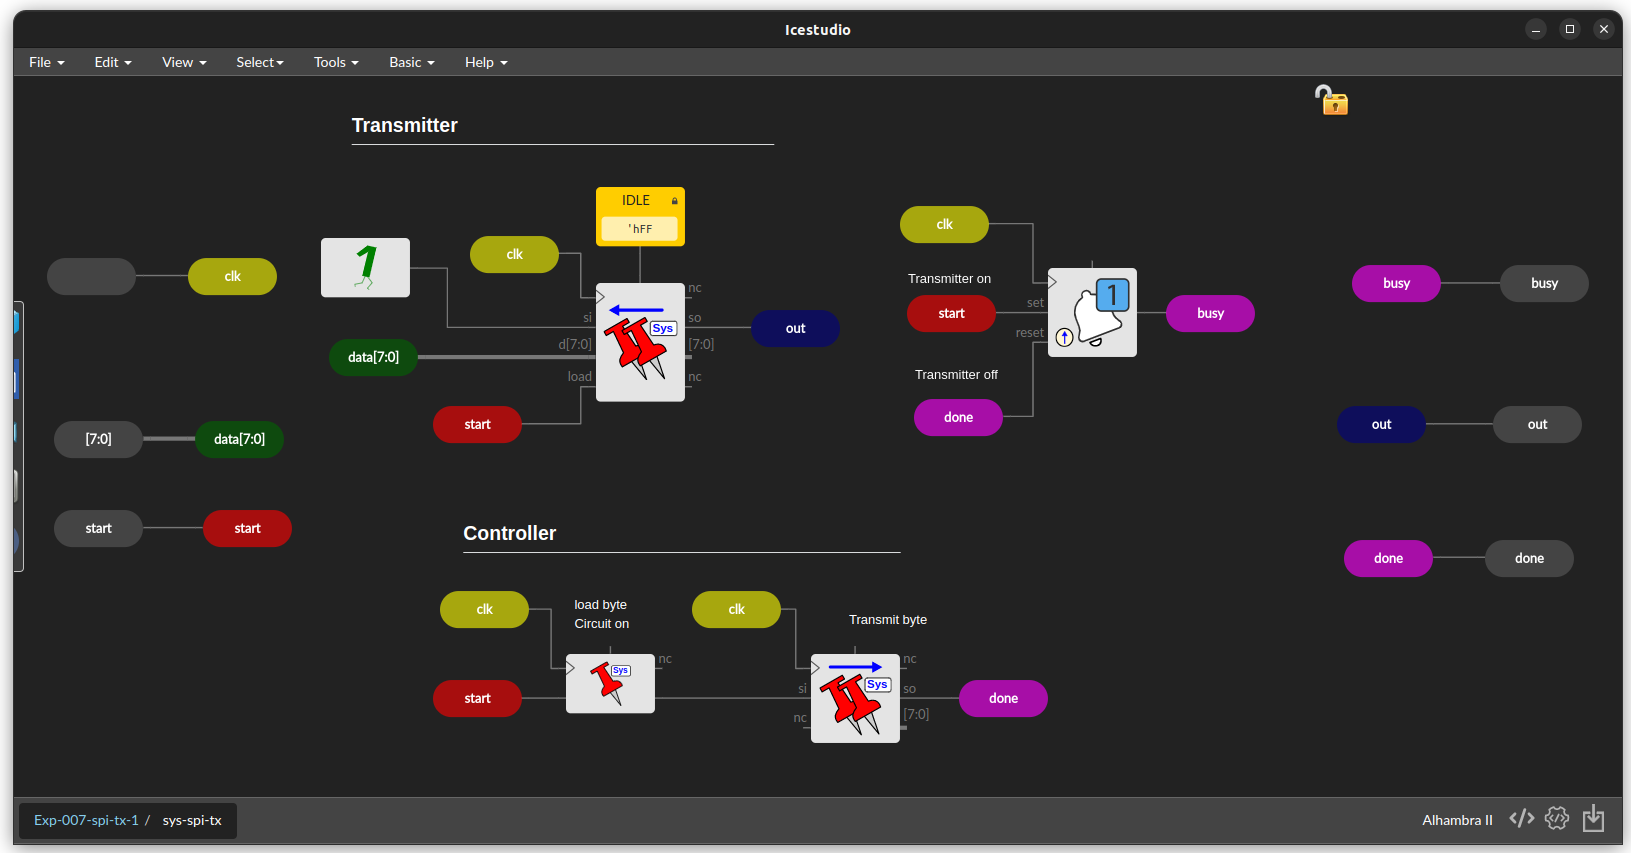 Icestudio
File Edit View Select Tools Basic Help
Transmitter
IDLE
'hFF
1
clk
clk
nc
si
so
Sys
d[7:0]
[7:0]
data[7:0]
load
nc
start
out
clk
[7:0]
data[7:0]
start
start
clk
Transmitter on
start
set
reset
1
busy
Transmitter off
done
busy
busy
out
out
done
done
Controller
clk
load byte
Circuit on
Sys
nc
start
clk
Transmit byte
nc
si
so
Sys
nc
[7:0]
done
Exp-007-spi-tx-1 / sys-spi-tx
Alhambra II